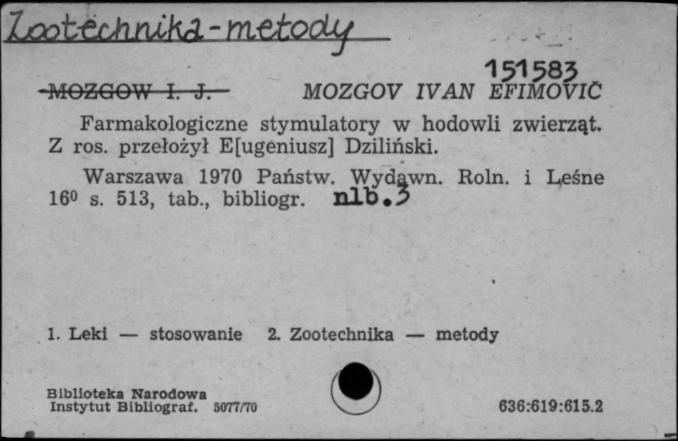 Zootechnika - metody
151583
MOZGOW I. J. MOZGOV IVAN EFIMOVIČ
Farmakologiczne stymulatory w hodowli zwierząt.
Z ros. przełożył E[ugeniusz] Dziliński.
Warszawa 1970 Państw. Wydawn. Roln. i Leśne
16⁰ s. 513, tab., bibliogr. nlb. 3
1. Leki — stosowanie 2. Zootechnika — metody
Biblioteka Narodowa
Instytut Bibliograf. 5077/70
636:619:615.2